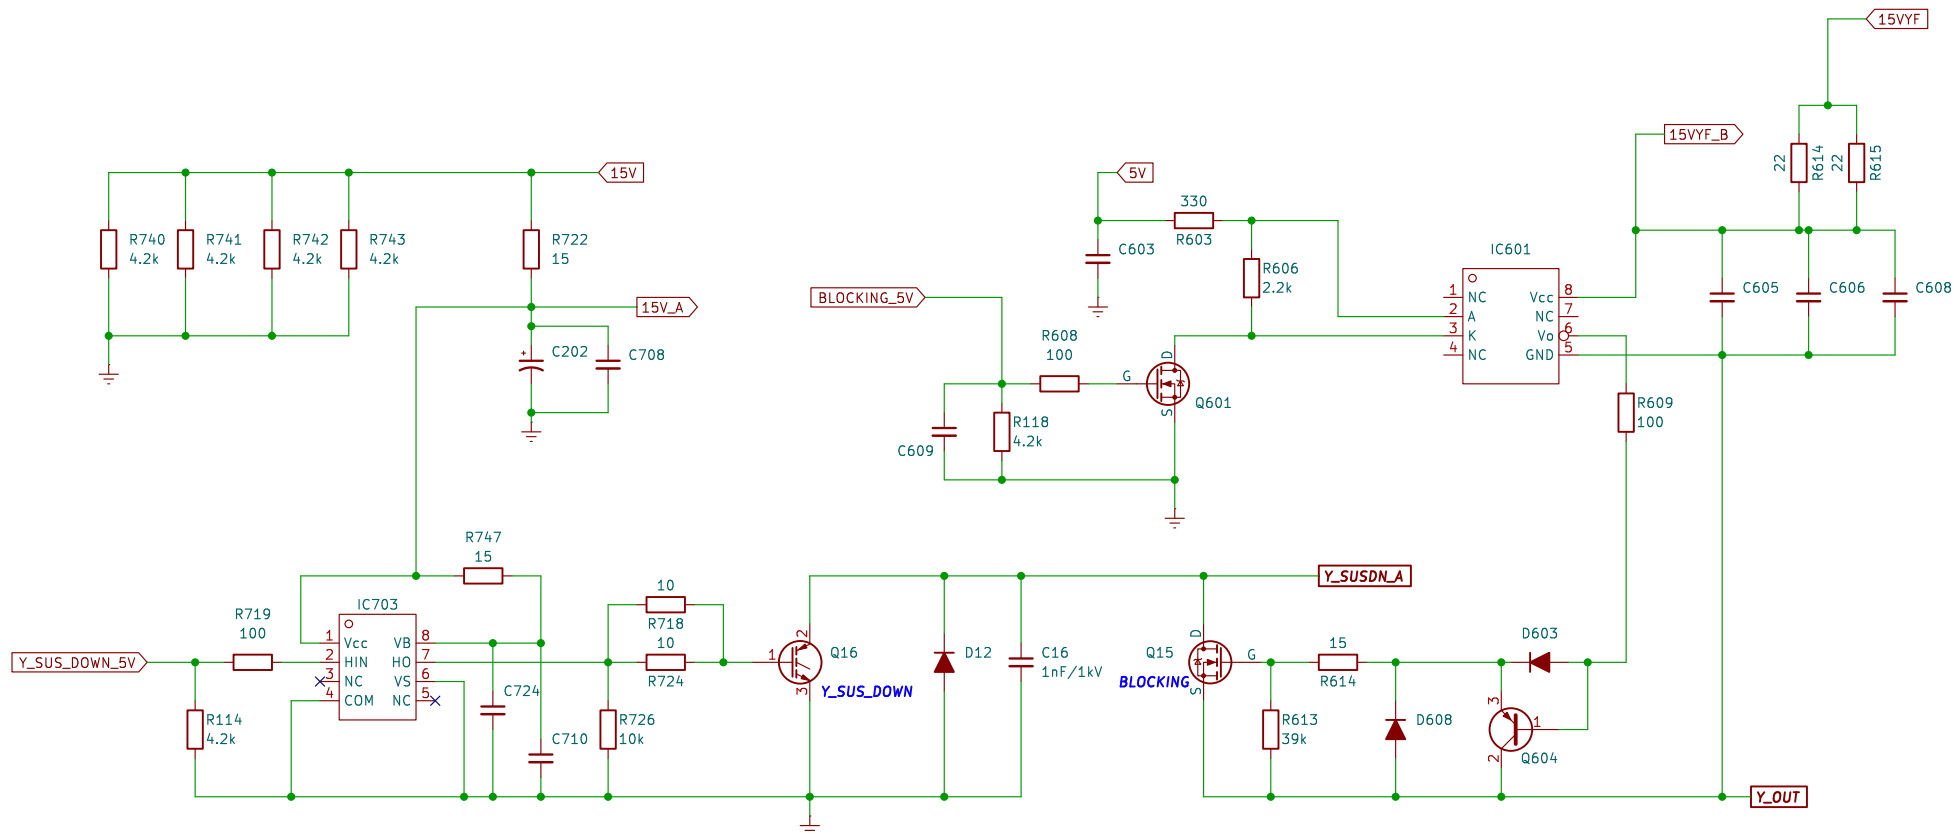 15VYF
15VYF_B
22
R614
22
R615
15V
5V
330
R603
R740
4.2k
R741
4.2k
R742
4.2k
R743
4.2k
R722
15
C603
R606
2.2k
IC601
1 NC
2 A
3 K
4 NC
Vcc 8
NC 7
Vo 6
GND 5
C605
C606
C608
15V_A
BLOCKING_5V
+
C202
C708
R608
100
G
D
S
Q601
C609
R118
4.2k
R609
100
R747
15
Y_SUSDN_A
IC703
R719
100
Y_SUS_DOWN_5V
1 Vcc
2 HIN
3 NC
4 COM
VB 8
HO 7
VS 6
NC 5
10
R718
10
R724
1
2
3
Q16
Y_SUS_DOWN
D12
C16
1nF/1kV
Q15
BLOCKING
D
S
G
15
R614
D603
R114
4.2k
C724
C710
R726
10k
R613
39k
D608
3
1
2
Q604
Y_OUT